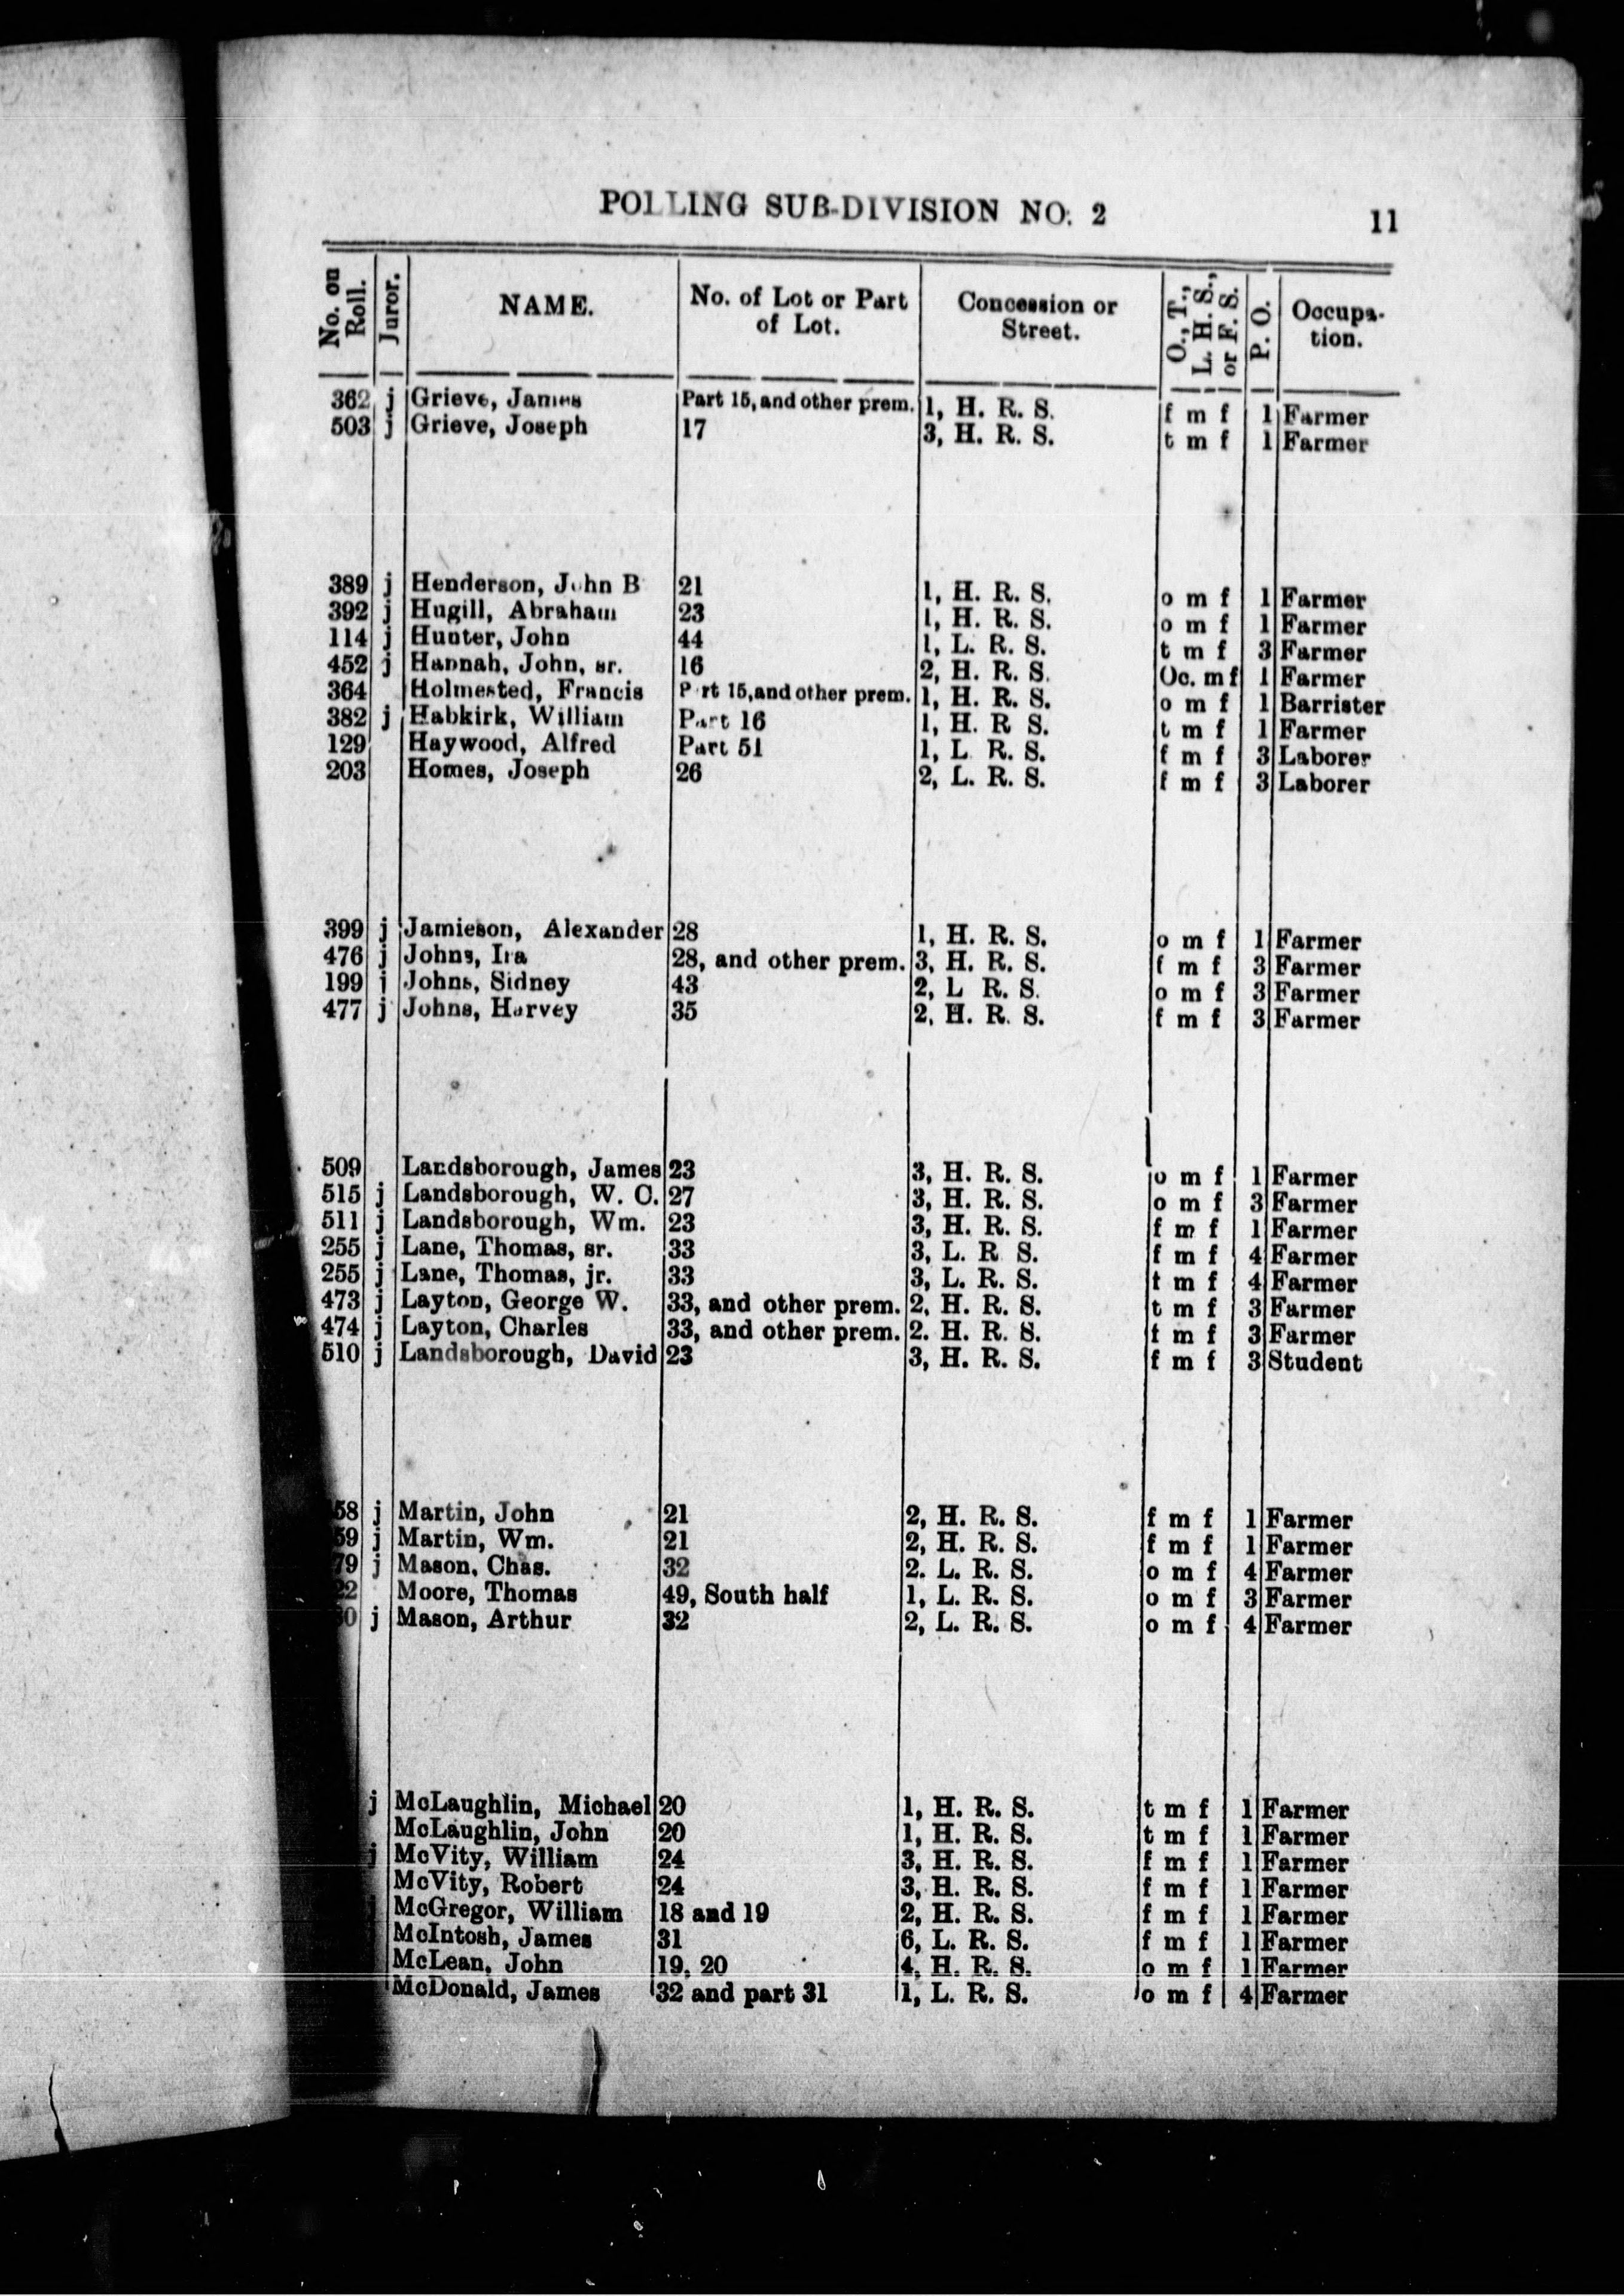 POLLING SUB-DIVISION NO. 2 11
No. on Roll. Juror. NAME. No. of Lot or Part of Lot. Concession or Street. O., T., L. H. S., or F. S. P. O. Occupa-tion.
362 j Grieve, James Part 15, and other prem. 1, H. R. S. f m f 1 Farmer
503 j Grieve, Joseph 17 3, H. R. S. t m f 1 Farmer
389 j Henderson, John B 21 1, H. R. S. o m f 1 Farmer
392 j Hugill, Abraham 23 1, H. R. S. o m f 1 Farmer
114 j Hunter, John 44 1, L. R. S. t m f 3 Farmer
452 j Hannah, John, sr. 16 2, H. R. S. Oc. m f 1 Farmer
364 Holmested, Francis P rt 15, and other prem. 1, H. R. S. o m f 1 Barrister
382 j Habkirk, William Part 16 1, H. R S. t m f 1 Farmer
129 Haywood, Alfred Part 51 1, L R. S. f m f 3 Laborer
203 Homes, Joseph 26 2, L. R. S. f m f 3 Laborer
399 j Jamieson, Alexander 28 1, H. R. S. o m f 1 Farmer
476 j Johns, Ira 28, and other prem. 3, H. R. S. f m f 3 Farmer
199 j Johns, Sidney 43 2, L R. S. o m f 3 Farmer
477 j Johns, Harvey 35 2, H. R. S. f m f 3 Farmer
509 Landsborough, James 23 3, H. R. S. o m f 1 Farmer
515 j Landsborough, W. C. 27 3, H. R. S. o m f 3 Farmer
511 j Landsborough, Wm. 23 3, H. R. S. f m f 1 Farmer
255 j Lane, Thomas, sr. 33 3, L. R S. f m f 4 Farmer
255 j Lane, Thomas, jr. 33 3, L. R. S. t m f 4 Farmer
473 j Layton, George W. 33, and other prem. 2, H. R. S. t m f 3 Farmer
474 j Layton, Charles 33, and other prem. 2. H. R. S. t m f 3 Farmer
510 j Landsborough, David 23 3, H. R. S. f m f 3 Student
58 j Martin, John 21 2, H. R. S. f m f 1 Farmer
59 j Martin, Wm. 21 2, H. R. S. f m f 1 Farmer
79 j Mason, Chas. 32 2. L. R. S. o m f 4 Farmer
22 Moore, Thomas 49, South half 1, L. R. S. o m f 3 Farmer
j Mason, Arthur 32 2, L. R. S. o m f 4 Farmer
j McLaughlin, Michael 20 1, H. R. S. t m f 1 Farmer
McLaughlin, John 20 1, H. R. S. t m f 1 Farmer
j McVity, William 24 3, H. R. S. f m f 1 Farmer
McVity, Robert 24 3, H. R. S. f m f 1 Farmer
McGregor, William 18 and 19 2, H. R. S. f m f 1 Farmer
McIntosh, James 31 6, L. R. S. f m f 1 Farmer
McLean, John 19, 20 4, H. R. S. o m f 1 Farmer
McDonald, James 32 and part 31 1, L. R. S. o m f 4 Farmer